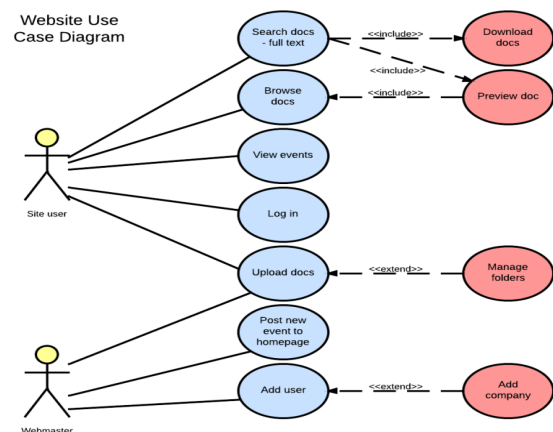 Website Use
Case Diagram
Search docs
- full text
<<include>>
Download
docs
<<include>>
Browse
docs
<<include>>
Preview doc
View events
Site user
Log in
Upload docs
<<extend>>
Manage
folders
Post new
event to
homepage
Add user
<<extend>>
Add
company
Webmaster